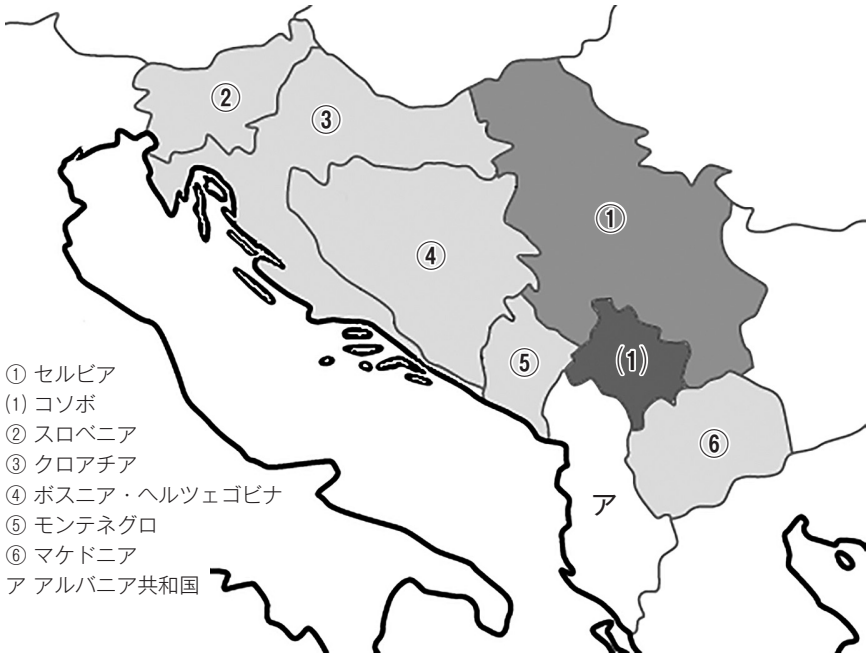 ②
③
①
④
⑤
(1)
⑥
ア
① セルビア
⑴ コソボ
② スロベニア
③ クロアチア
④ ボスニア・ヘルツェゴビナ
⑤ モンテネグロ
⑥ マケドニア
ア アルバニア共和国